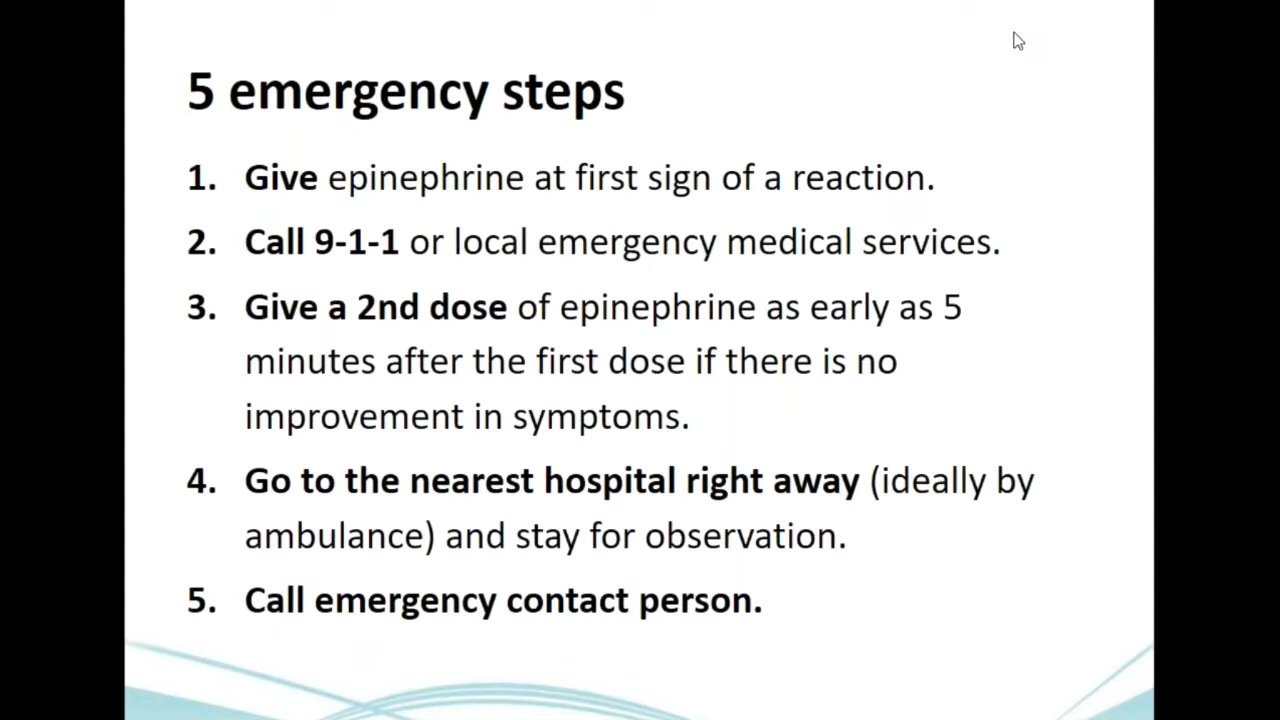 5 emergency steps
1. Give epinephrine at first sign of a reaction.
2. Call 9-1-1 or local emergency medical services.
3. Give a 2nd dose of epinephrine as early as 5
minutes after the first dose if there is no
improvement in symptoms.
4. Go to the nearest hospital right away (ideally by
ambulance) and stay for observation.
5. Call emergency contact person.